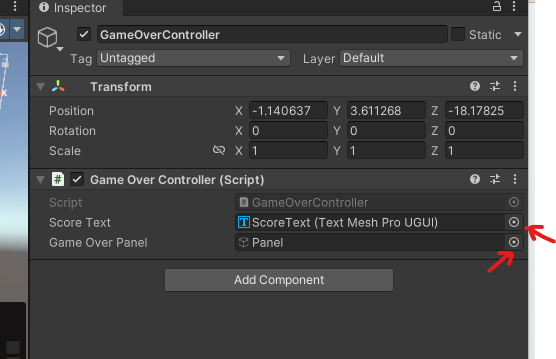 Inspector
GameOverController
Static
Tag Untagged Layer Default
Transform
Position X -1.140637 Y 3.611268 Z -18.17825
Rotation X 0 Y 0 Z 0
Scale X 1 Y 1 Z 1
# Game Over Controller (Script)
Script GameOverController
Score Text ScoreText (Text Mesh Pro UGUI)
Game Over Panel Panel
Add Component